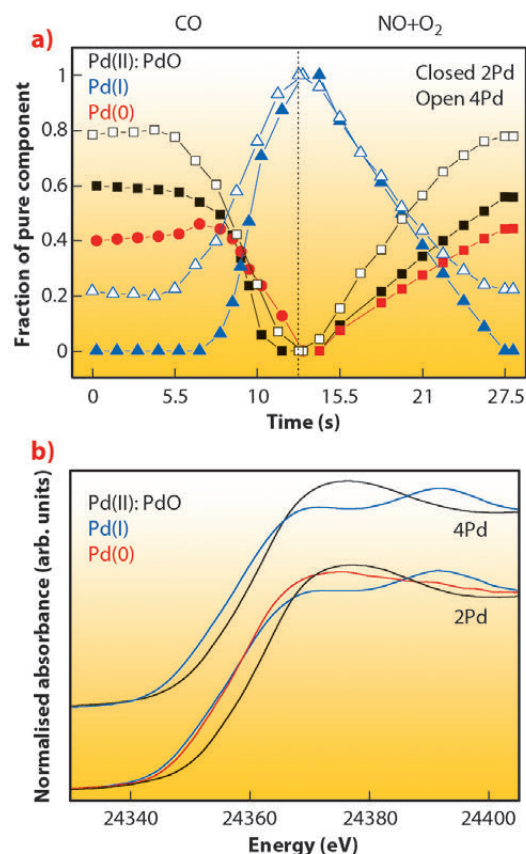 CO NO+O₂
a)
Pd(II): PdO
Pd(I)
Pd(0)
Closed 2Pd
Open 4Pd
Fraction of pure component
1
0.8
0.6
0.4
0.2
0
0 5.5 10 15.5 21 27.5
Time (s)
b)
Pd(II): PdO
Pd(I)
Pd(0)
4Pd
2Pd
Normalised absorbance (arb. units)
24340 24360 24380 24400
Energy (eV)